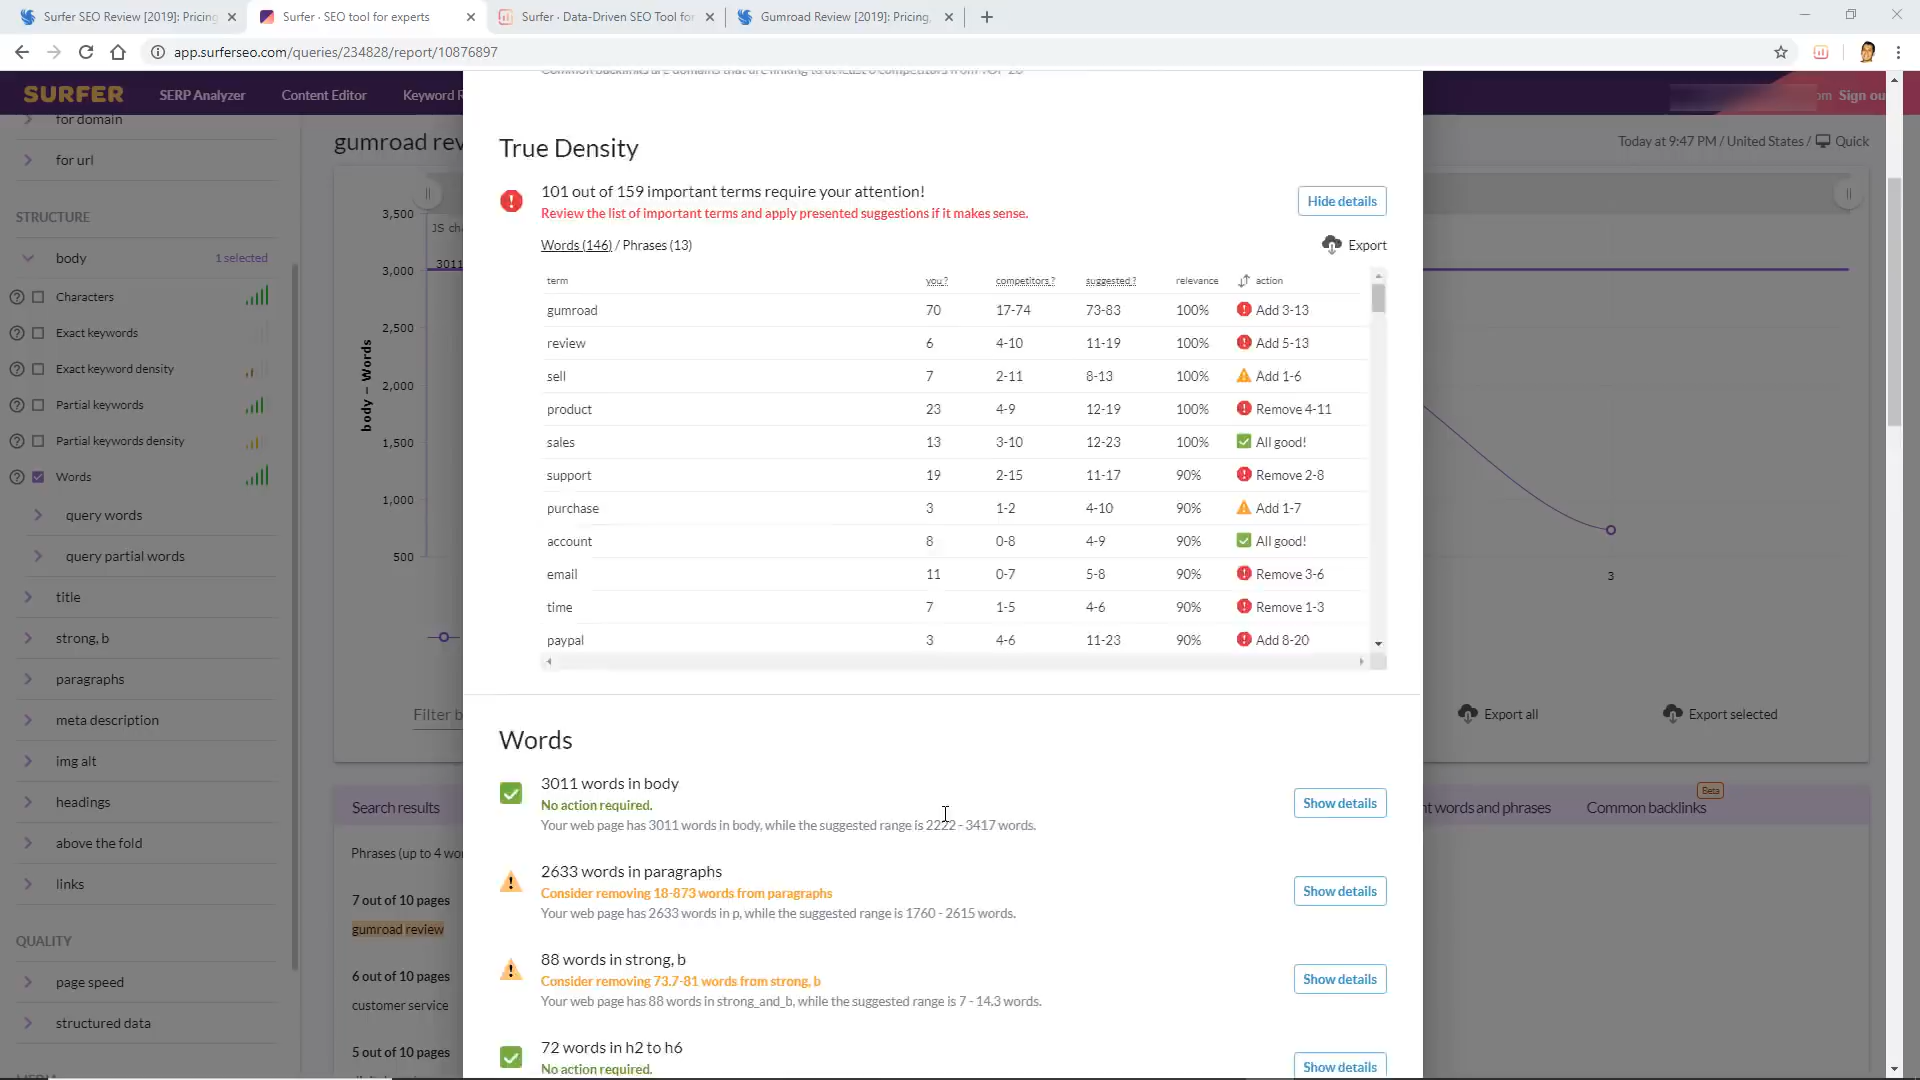 Surfer SEO Review [2019]: Pricing
Surfer · SEO tool for experts
Surfer · Data-Driven SEO Tool for
Gumroad Review [2019]: Pricing,
app.surferseo.com/queries/234828/report/10876897
SURFER
SERP Analyzer
Content Editor
Keyword R
om
Sign ou
for domain
for url
STRUCTURE
body
1 selected
Characters
Exact keywords
Exact keyword density
Partial keywords
Partial keywords density
Words
query words
query partial words
title
strong, b
paragraphs
meta description
img alt
headings
above the fold
links
QUALITY
page speed
structured data
gumroad rev
Today at 9:47 PM / United States / Quick
3,500
JS ch
3011
3,000
2,500
2,000
1,500
1,000
500
body – Words
3
Filter b
Export all
Export selected
Search results
nt words and phrases
Common backlinks
Beta
Phrases (up to 4 wor
7 out of 10 pages
gumroad review
6 out of 10 pages
customer service
5 out of 10 pages
Common backlinks are domains that are linking to at least
True Density
101 out of 159 important terms require your attention!
Review the list of important terms and apply presented suggestions if it makes sense.
Hide details
Words (146) / Phrases (13)
Export
term you ? competitors ? suggested ? relevance action
gumroad 70 17-74 73-83 100% Add 3-13
review 6 4-10 11-19 100% Add 5-13
sell 7 2-11 8-13 100% Add 1-6
product 23 4-9 12-19 100% Remove 4-11
sales 13 3-10 12-23 100% All good!
support 19 2-15 11-17 90% Remove 2-8
purchase 3 1-2 4-10 90% Add 1-7
account 8 0-8 4-9 90% All good!
email 11 0-7 5-8 90% Remove 3-6
time 7 1-5 4-6 90% Remove 1-3
paypal 3 4-6 11-23 90% Add 8-20
Words
3011 words in body
No action required.
Your web page has 3011 words in body, while the suggested range is 2222 - 3417 words.
Show details
2633 words in paragraphs
Consider removing 18-873 words from paragraphs
Your web page has 2633 words in p, while the suggested range is 1760 - 2615 words.
Show details
88 words in strong, b
Consider removing 73.7-81 words from strong, b
Your web page has 88 words in strong_and_b, while the suggested range is 7 - 14.3 words.
Show details
72 words in h2 to h6
No action required.
Show details